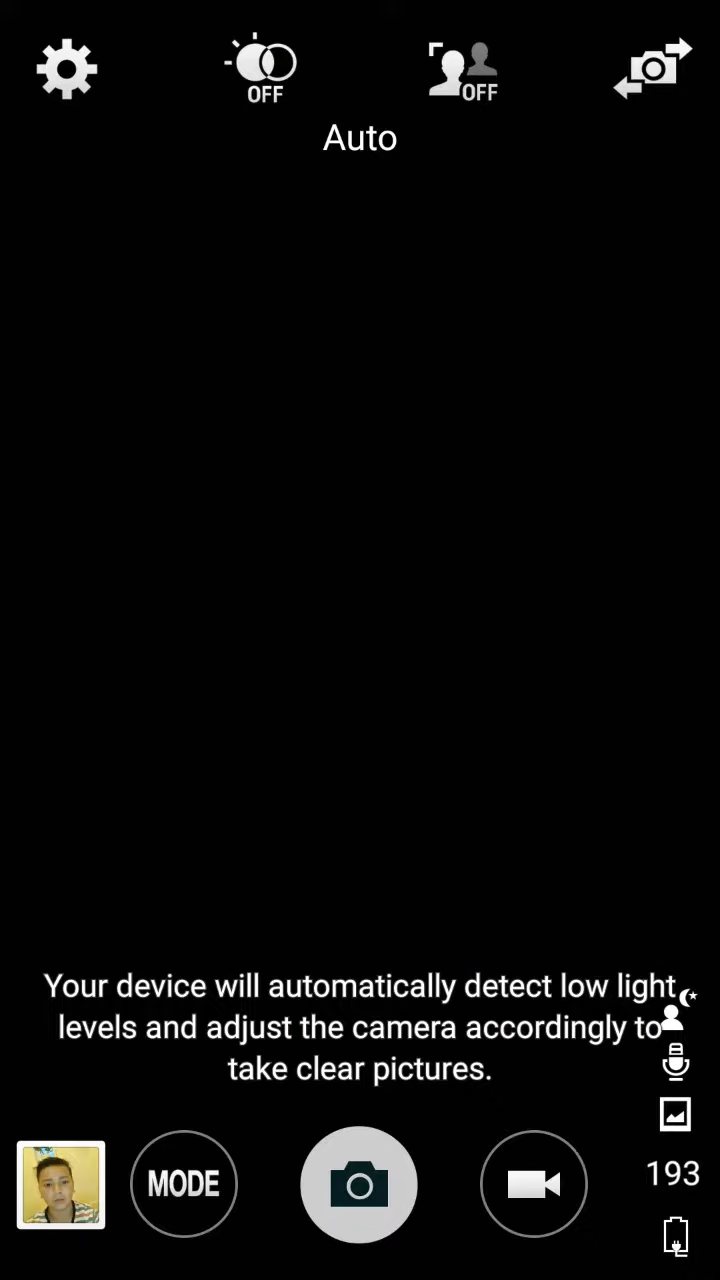 OFF
OFF
Auto
Your device will automatically detect low light
levels and adjust the camera accordingly to
take clear pictures.
MODE
193